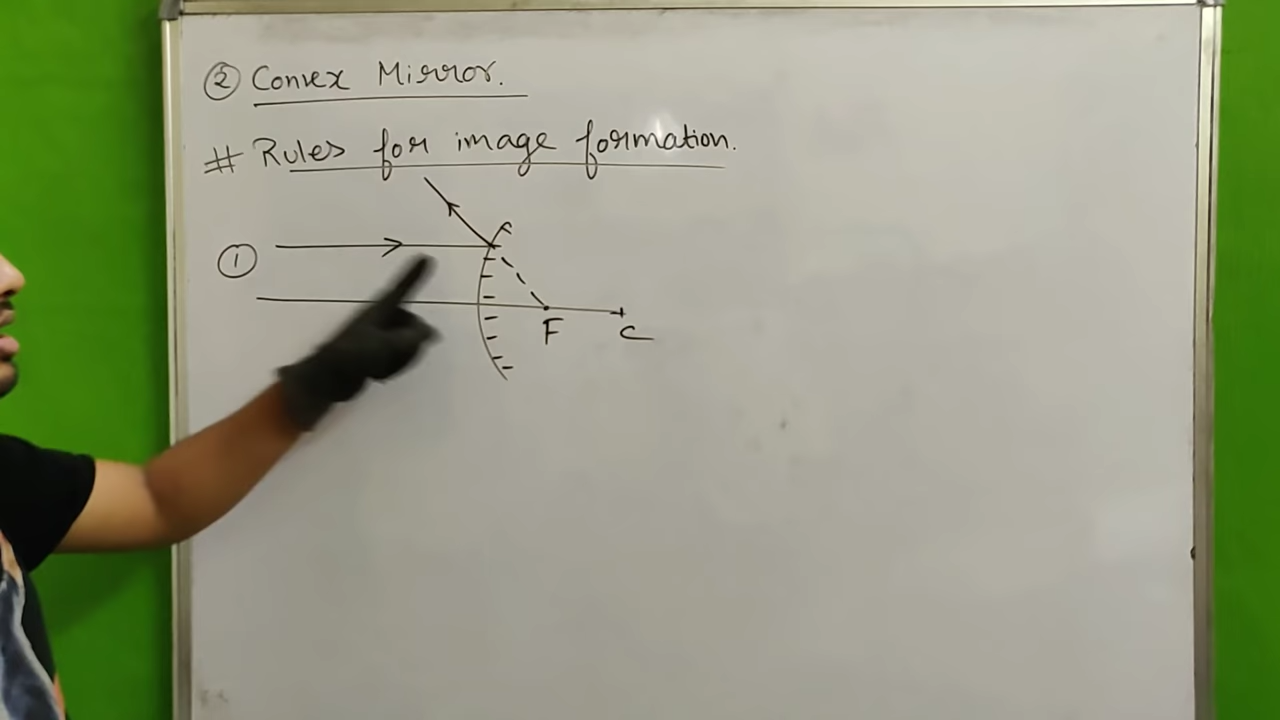 ② Convex Mirror.
# Rules for image formation.
①
F
C